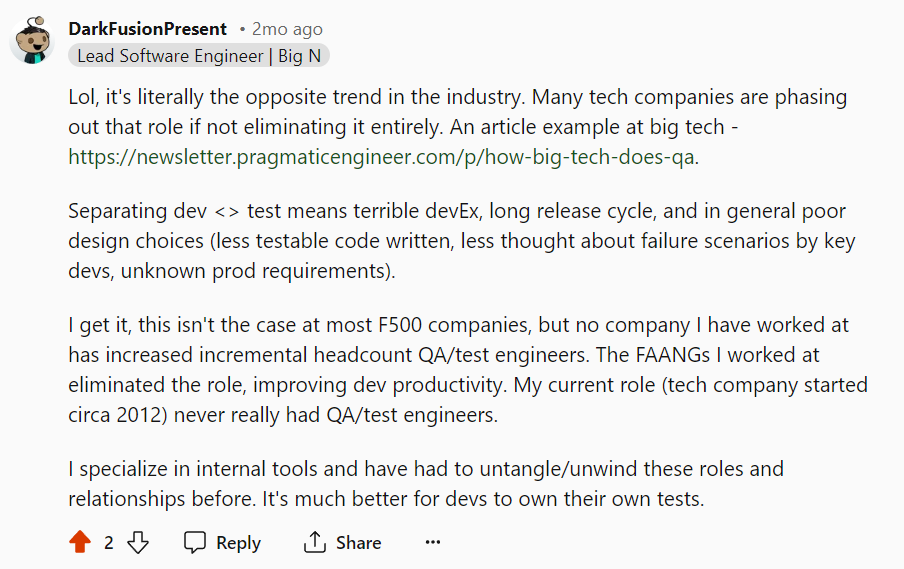 DarkFusionPresent • 2mo ago
Lead Software Engineer | Big N
Lol, it's literally the opposite trend in the industry. Many tech companies are phasing
out that role if not eliminating it entirely. An article example at big tech -
https://newsletter.pragmaticengineer.com/p/how-big-tech-does-qa.
Separating dev <> test means terrible devEx, long release cycle, and in general poor
design choices (less testable code written, less thought about failure scenarios by key
devs, unknown prod requirements).
I get it, this isn't the case at most F500 companies, but no company I have worked at
has increased incremental headcount QA/test engineers. The FAANGs I worked at
eliminated the role, improving dev productivity. My current role (tech company started
circa 2012) never really had QA/test engineers.
I specialize in internal tools and have had to untangle/unwind these roles and
relationships before. It's much better for devs to own their own tests.
2 Reply Share ...